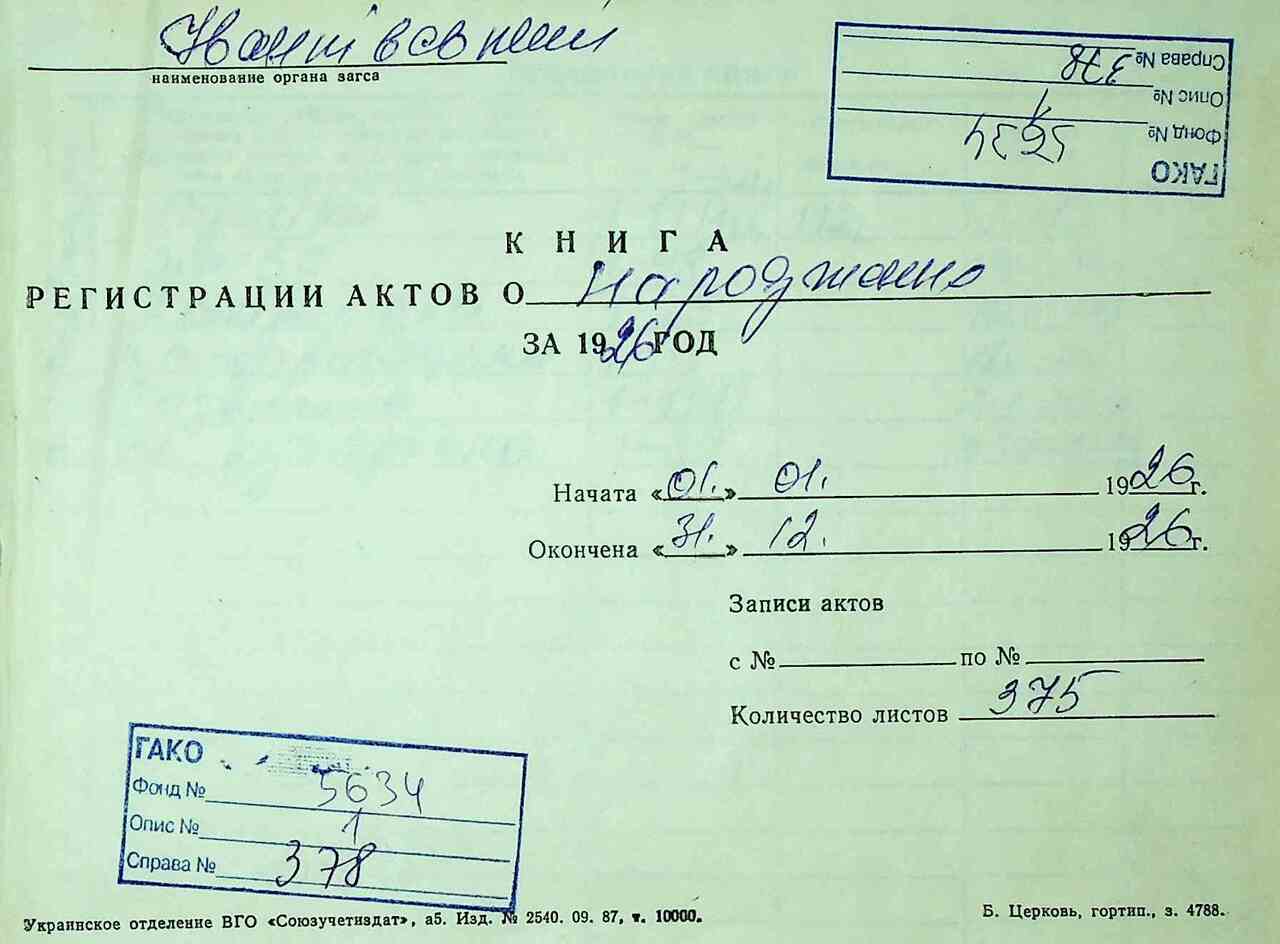 наименование органа загса
ГАКО
Фонд № 5634
Опис № 1
Справа № 378
КНИГА
РЕГИСТРАЦИИ АКТОВ О народження
ЗА 1926 ГОД
Начата «01.» 01. 1926 г.
Окончена «31.» 12. 1926 г.
Записи актов
с № по №
Количество листов 375
ГАКО
Фонд № 5634
Опис № 1
Справа № 378
Украинское отделение ВГО «Союзучетиздат», а5. Изд. № 2540. 09. 87, т. 10000.
Б. Церковь, гортип., з. 4788.